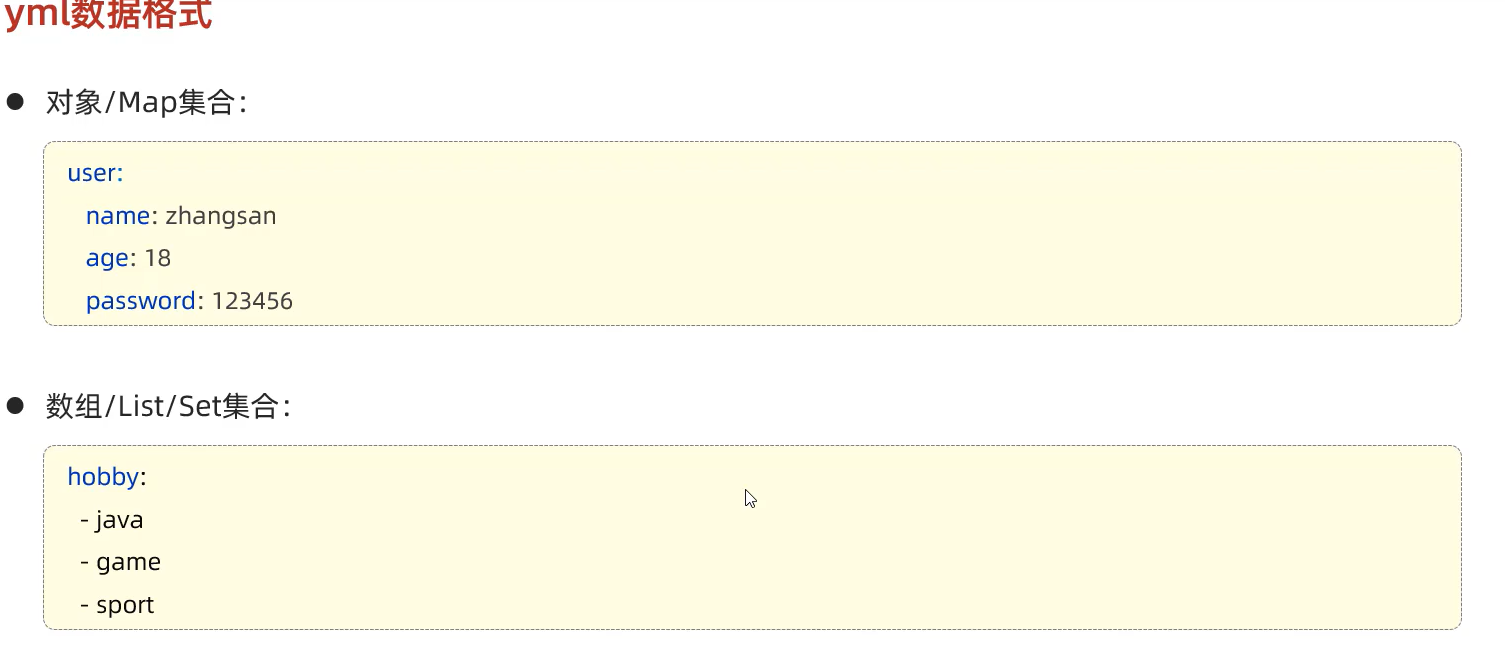 yml数据格式
对象/Map集合：
user:
name: zhangsan
age: 18
password: 123456
数组/List/Set集合：
hobby:
- java
- game
- sport